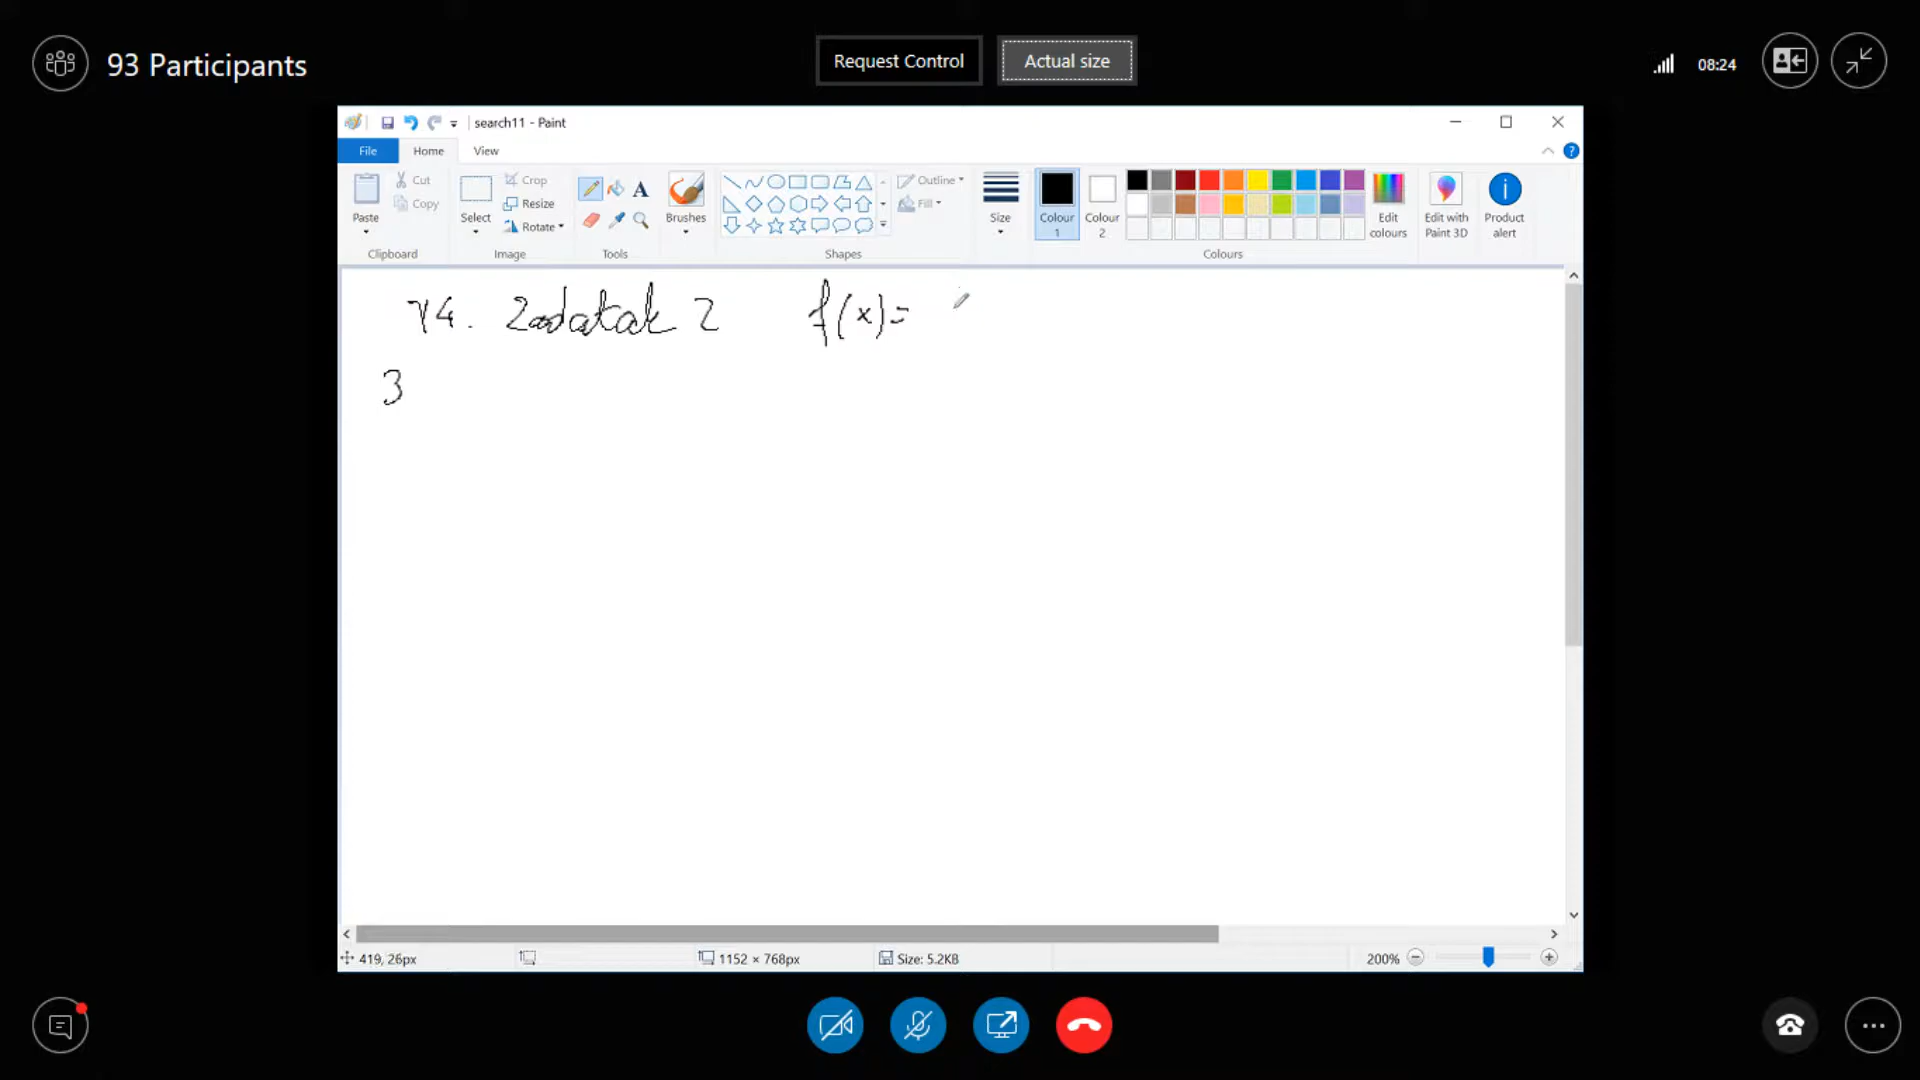 93 Participants
Request Control
Actual size
08:24
search11 - Paint
File
Home
View
Paste
Cut
Copy
Clipboard
Select
Crop
Resize
Rotate
Image
A
Tools
Brushes
Outline
Fill
Shapes
Size
Colour 1
Colour 2
Edit colours
Edit with Paint 3D
Product alert
Colours
Zadatak 2 f(x)=
3
419, 26px
1152 × 768px
Size: 5.2KB
200%